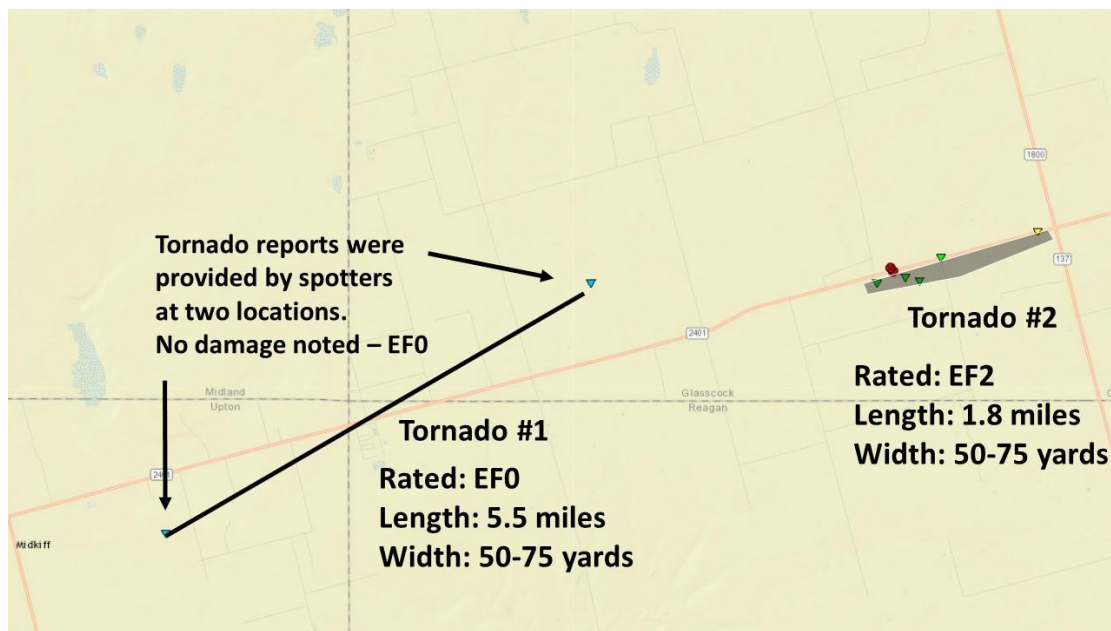 1800
Tornado reports were
provided by spotters
at two locations.
No damage noted – EF0
137
Tornado #2
2401
Rated: EF2
Length: 1.8 miles
Width: 50-75 yards
Midland
Upton
Glasscock
Reagan
Tornado #1
Rated: EF0
Length: 5.5 miles
Width: 50-75 yards
2401
Midkiff